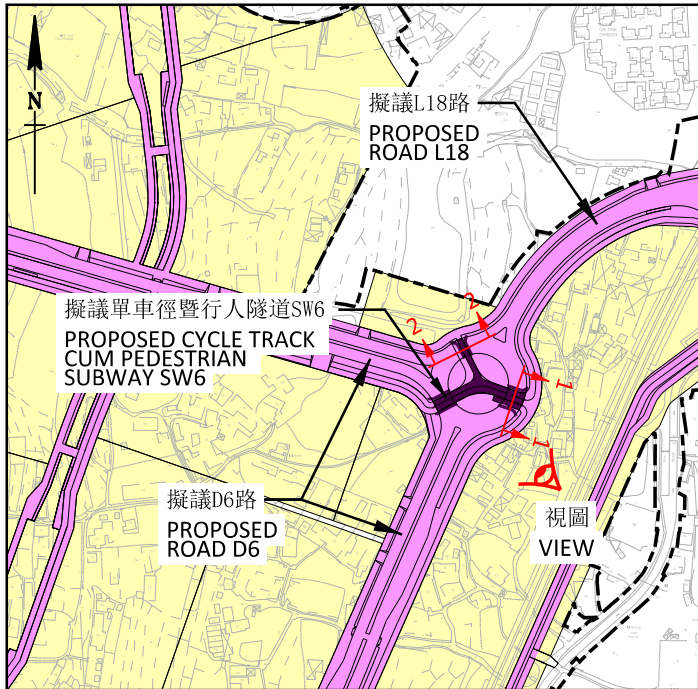 N
擬議L18路
PROPOSED
ROAD L18
擬議單車徑暨行人隧道SW6
PROPOSED CYCLE TRACK
CUM PEDESTRIAN
SUBWAY SW6
2
2
1
1
擬議D6路
PROPOSED
ROAD D6
視圖
VIEW